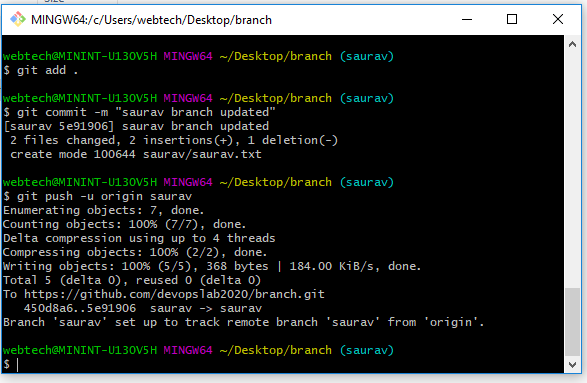 Size
MINGW64:/c/Users/webtech/Desktop/branch
webtech@MININT-U13OV5H MINGW64 ~/Desktop/branch (saurav)
$ git add .
webtech@MININT-U13OV5H MINGW64 ~/Desktop/branch (saurav)
$ git commit -m "saurav branch updated"
[saurav 5e91906] saurav branch updated
 2 files changed, 2 insertions(+), 1 deletion(-)
 create mode 100644 saurav/saurav.txt
webtech@MININT-U13OV5H MINGW64 ~/Desktop/branch (saurav)
$ git push -u origin saurav
Enumerating objects: 7, done.
Counting objects: 100% (7/7), done.
Delta compression using up to 4 threads
Compressing objects: 100% (2/2), done.
Writing objects: 100% (5/5), 368 bytes | 184.00 KiB/s, done.
Total 5 (delta 0), reused 0 (delta 0)
To https://github.com/devopslab2020/branch.git
   450d8a6..5e91906  saurav -> saurav
Branch 'saurav' set up to track remote branch 'saurav' from 'origin'.
webtech@MININT-U13OV5H MINGW64 ~/Desktop/branch (saurav)
$